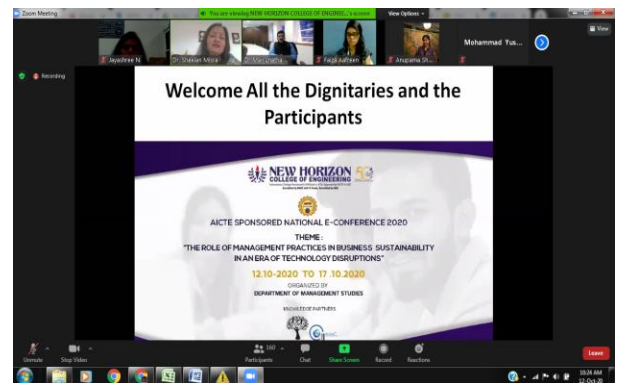 Zoom Meeting
You are viewing NEW HORIZON COLLEGE OF ENGINEE...'s screen
View Options
View
Jayashree N
Faiza Aafreen
Anupama Sh...
Mohammad Yus...
Recording
Welcome All the Dignitaries and the
Participants
NEW HORIZON
COLLEGE OF ENGINEERING
AICTE SPONSORED NATIONAL E-CONFERENCE 2020
THEME:
"THE ROLE OF MANAGEMENT PRACTICES IN BUSINESS SUSTAINABILITY
IN AN ERA OF TECHNOLOGY DISRUPTIONS"
12.10-2020 TO 17 .10.2020
ORGANIZED BY
DEPARTMENT OF MANAGEMENT STUDIES
KNOWLEDGE PARTNERS
Unmute
Stop Video
160
Participants
Chat
Share Screen
Record
Reactions
Leave
10:24 AM
12-Oct-20